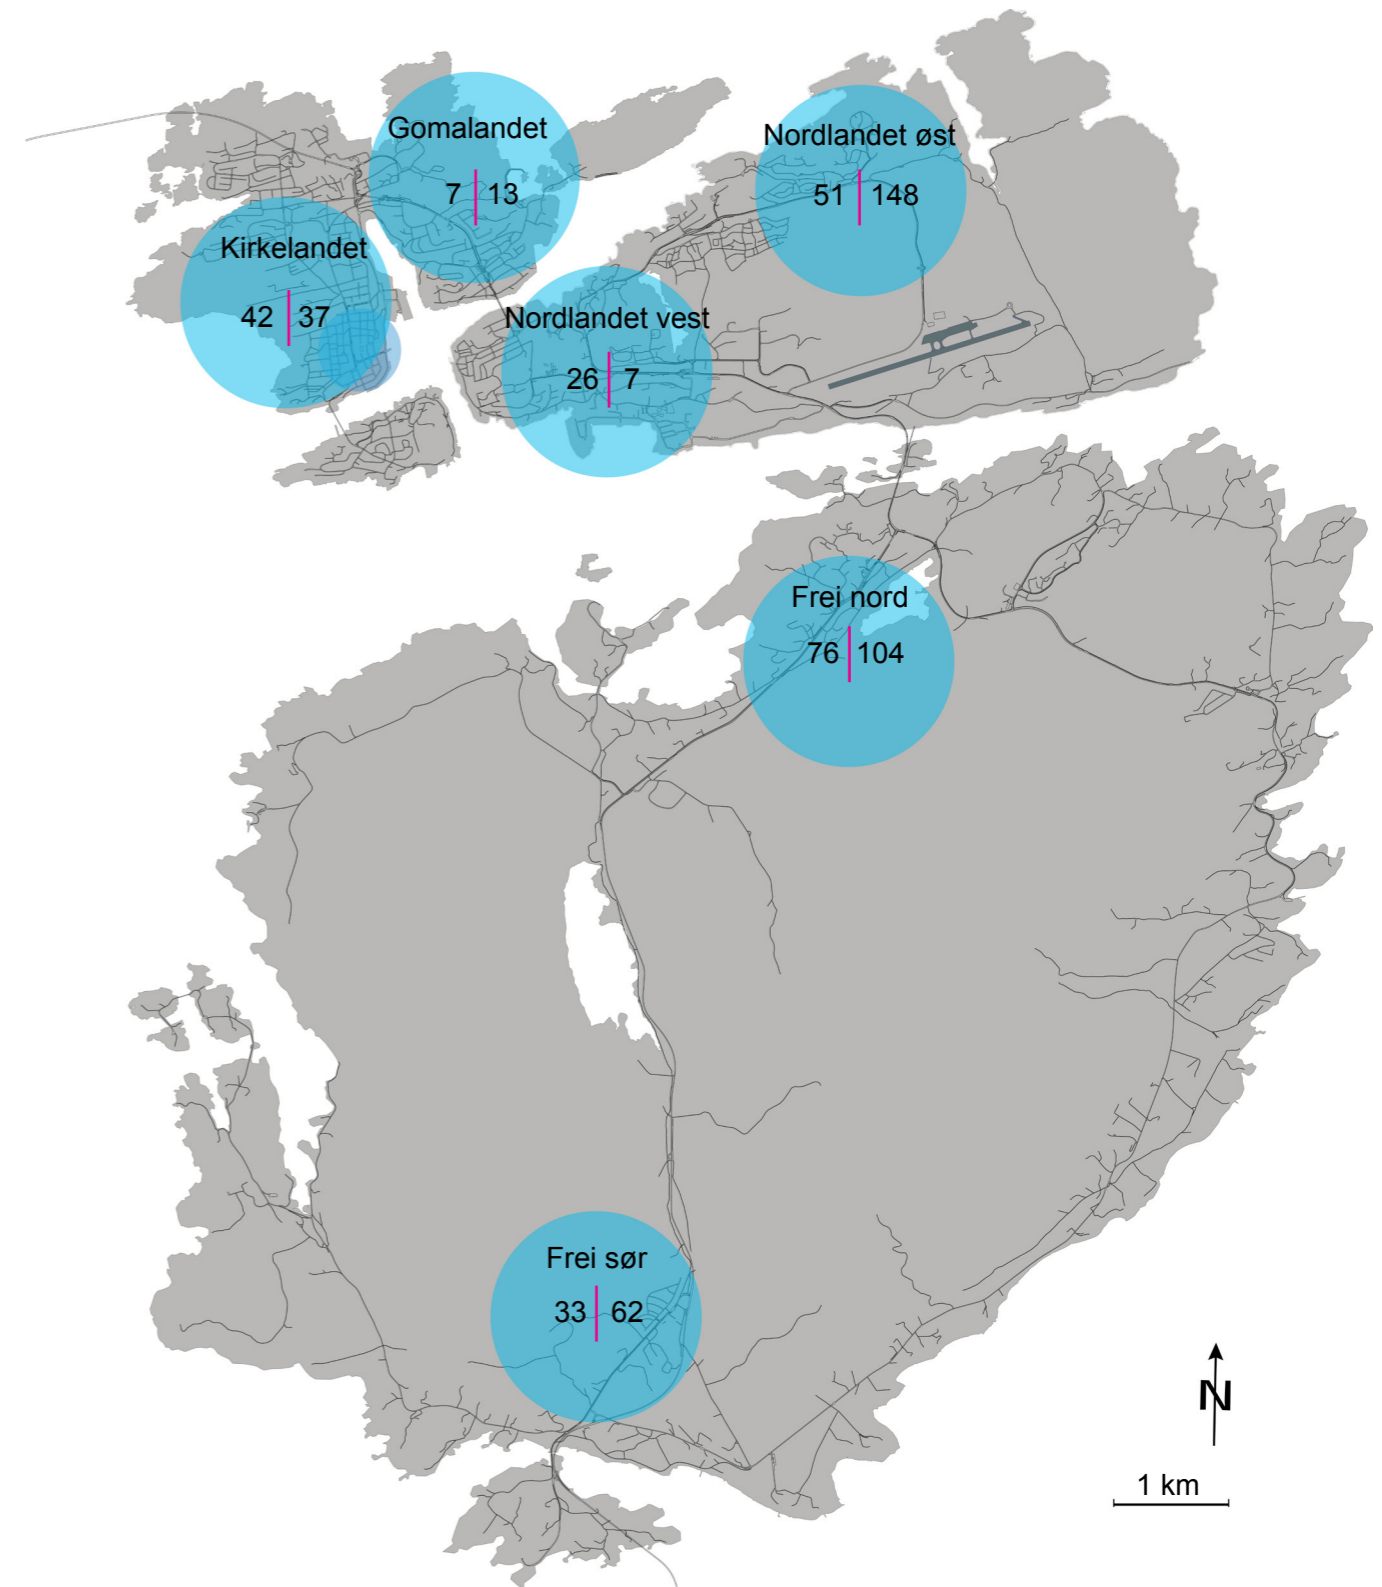 Gomalandet
7 13
Nordlandet øst
51 148
Kirkelandet
42 37
Nordlandet vest
26 7
Frei nord
76 104
Frei sør
33 62
N
1 km